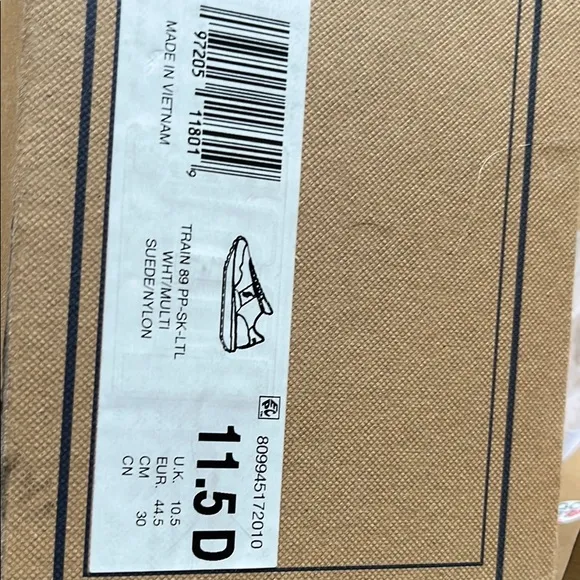 97205 11801 9
MADE IN VIETNAM
TRAIN 89 PP-SK-LTL
WHT/MULTI
SUEDE/NYLON
809945172010
11.5 D
U.K. 10.5
EUR. 44.5
CM 30
CN